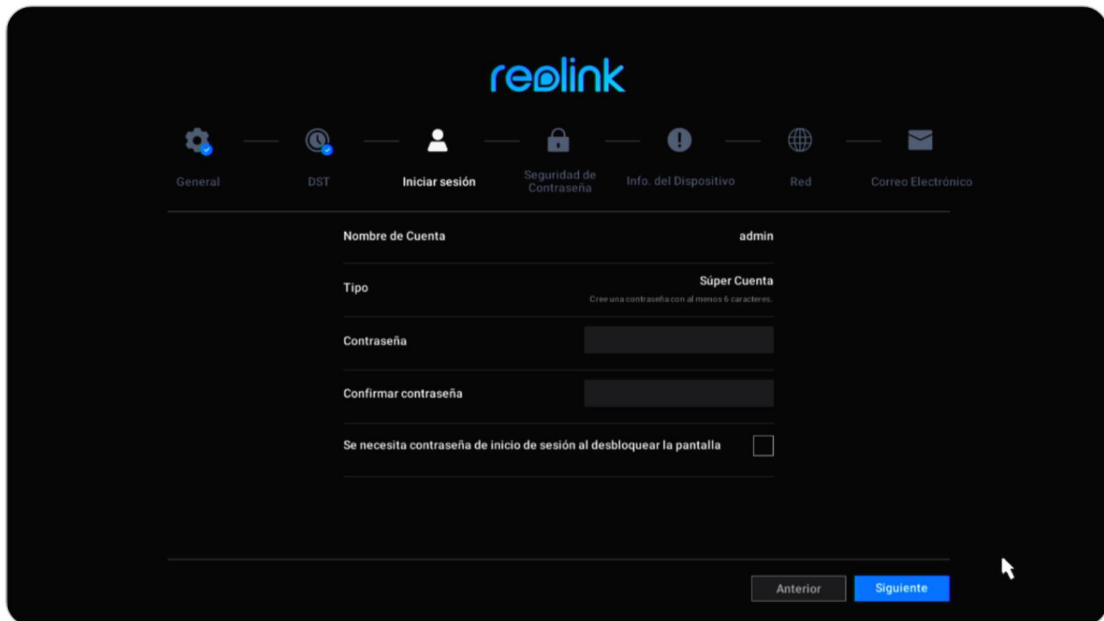 reolink
General
DST
Iniciar sesión
Seguridad de
Contraseña
Info. del Dispositivo
Red
Correo Electrónico
Nombre de Cuenta admin
Tipo Súper Cuenta
Cree una contraseña con al menos 6 caracteres.
Contraseña
Confirmar contraseña
Se necesita contraseña de inicio de sesión al desbloquear la pantalla
Anterior Siguiente